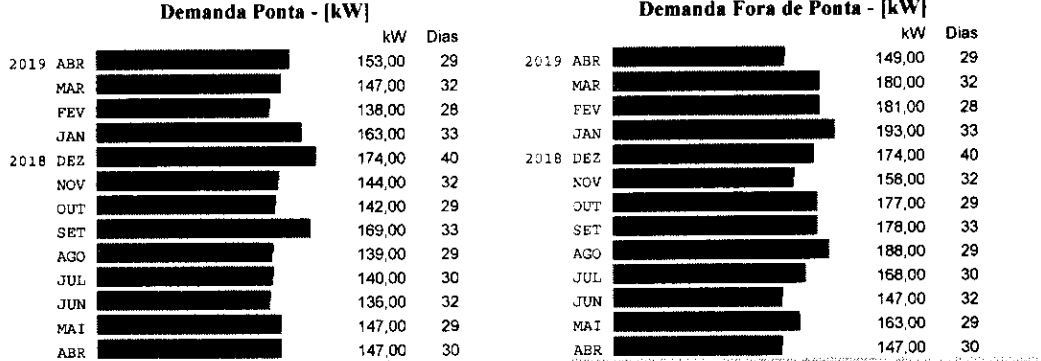 Demanda Ponta - [kW]
kW Dias
2019 ABR 153,00 29
MAR 147,00 32
FEV 138,00 28
JAN 163,00 33
2018 DEZ 174,00 40
NOV 144,00 32
OUT 142,00 29
SET 169,00 33
AGO 139,00 29
JUL 140,00 30
JUN 136,00 32
MAI 147,00 29
ABR 147,00 30
Demanda Fora de Ponta - [kW]
kW Dias
2019 ABR 149,00 29
MAR 180,00 32
FEV 181,00 28
JAN 193,00 33
2018 DEZ 174,00 40
NOV 158,00 32
OUT 177,00 29
SET 178,00 33
AGO 188,00 29
JUL 168,00 30
JUN 147,00 32
MAI 163,00 29
ABR 147,00 30